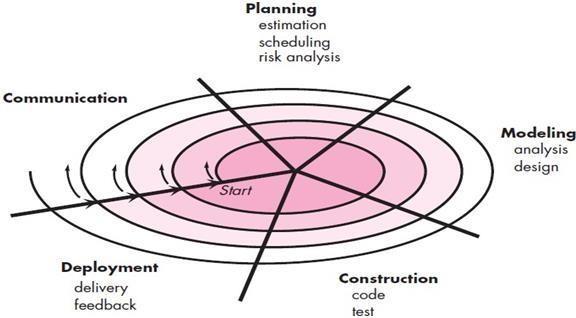 Planning
estimation
scheduling
risk analysis
Communication
Modeling
analysis
design
Start
Deployment
delivery
feedback
Construction
code
test